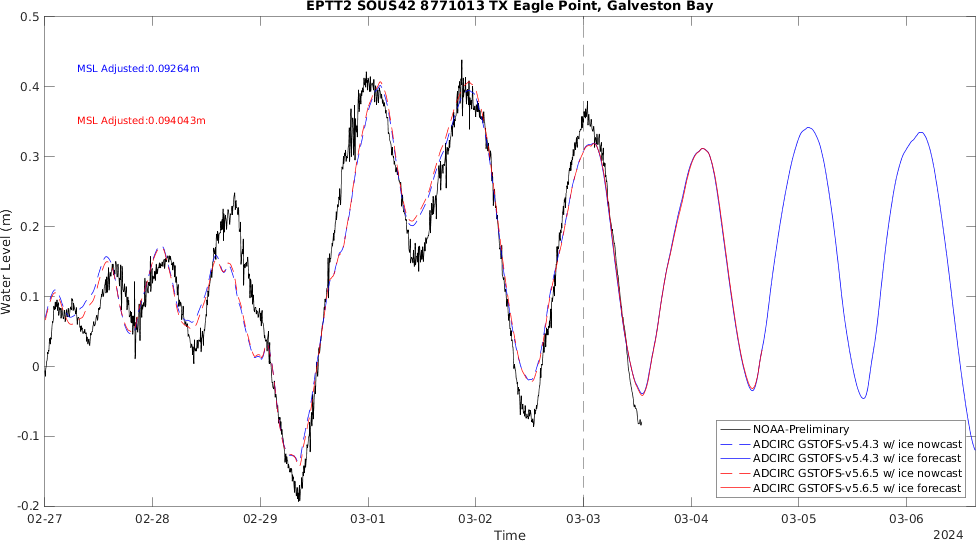 EPTT2 SOUS42 8771013 TX Eagle Point, Galveston Bay
0.5
0.4
0.3
0.2
0.1
0
-0.1
-0.2
Water Level (m)
MSL Adjusted:0.09264m
MSL Adjusted:0.094043m
NOAA-Preliminary
ADCIRC GSTOFS-v5.4.3 w/ ice nowcast
ADCIRC GSTOFS-v5.4.3 w/ ice forecast
ADCIRC GSTOFS-v5.6.5 w/ ice nowcast
ADCIRC GSTOFS-v5.6.5 w/ ice forecast
02-27 02-28 02-29 03-01 03-02 03-03 03-04 03-05 03-06
Time
2024